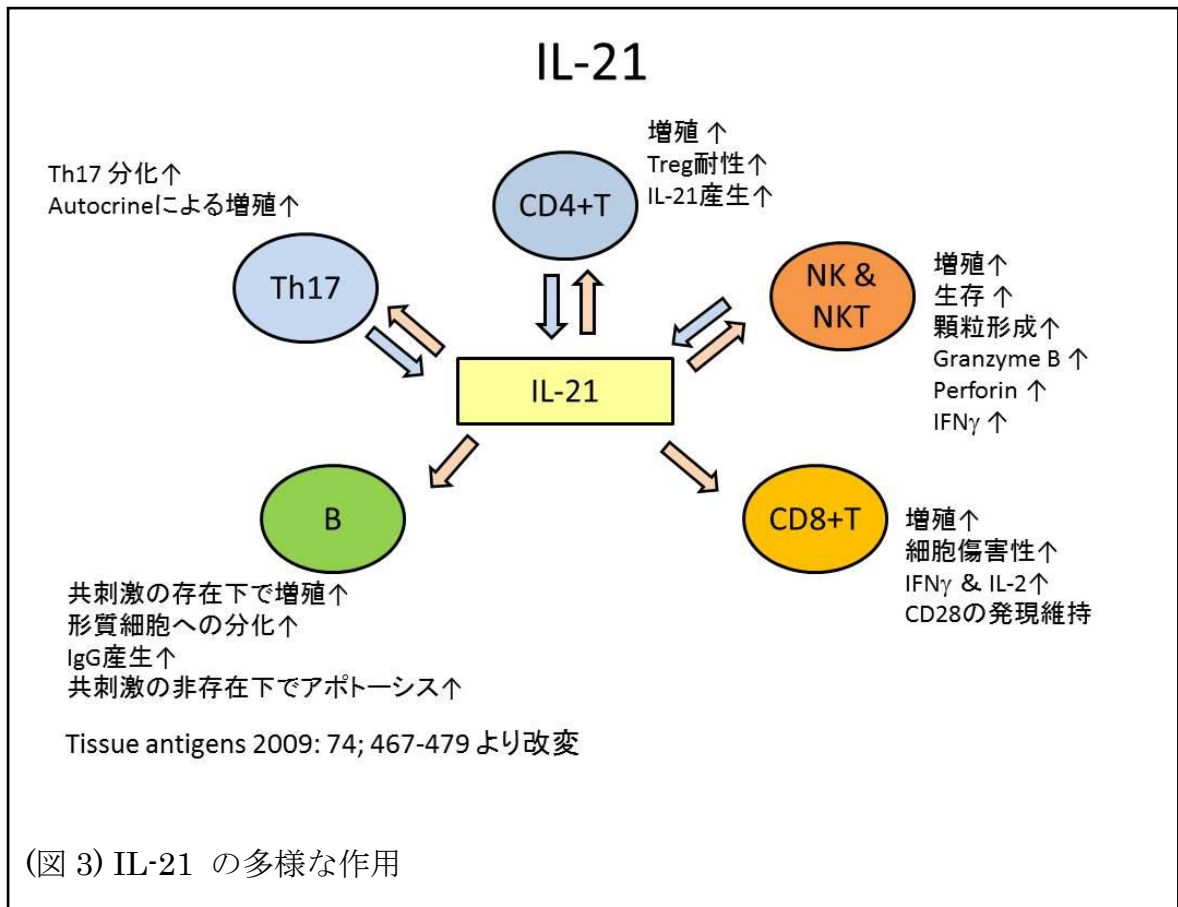 IL-21
Th17 分化↑
Autocrineによる増殖↑
Th17
CD4+T
増殖 ↑
Treg耐性↑
IL-21産生↑
NK &
NKT
増殖↑
生存 ↑
顆粒形成↑
Granzyme B ↑
Perforin ↑
IFNγ ↑
IL-21
B
共刺激の存在下で増殖↑
形質細胞への分化↑
IgG産生↑
共刺激の非存在下でアポトーシス↑
CD8+T
増殖↑
細胞傷害性↑
IFNγ & IL-2↑
CD28の発現維持
Tissue antigens 2009: 74; 467-479 より改変
(図 3) IL-21 の多様な作用